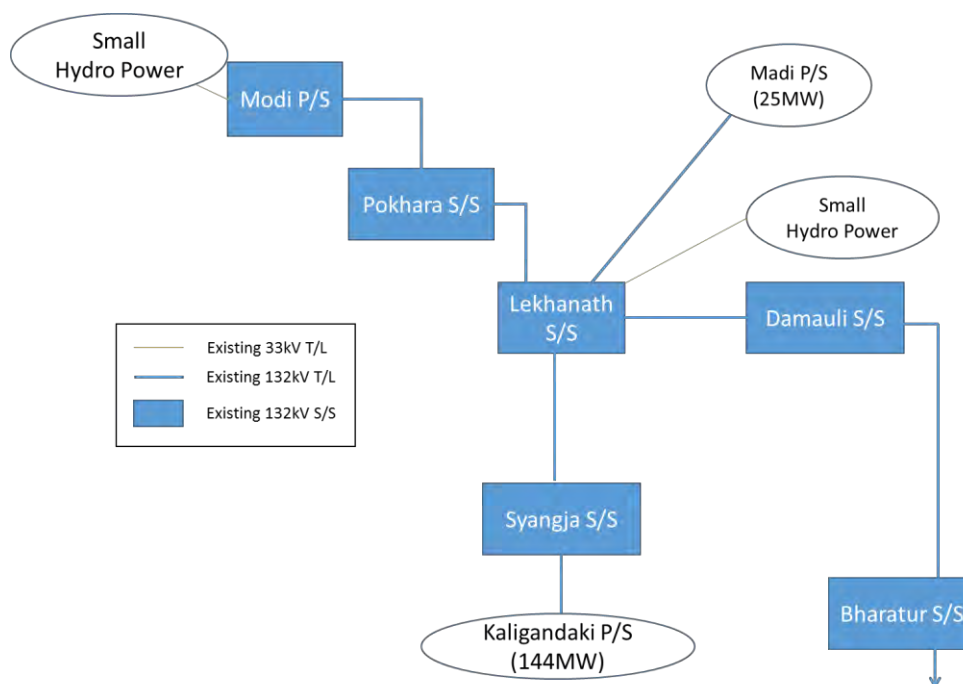 Small
Hydro Power
Modi P/S
Madi P/S
(25MW)
Pokhara S/S
Small
Hydro Power
Lekhanath
S/S
Damauli S/S
Existing 33kV T/L
Existing 132kV T/L
Existing 132kV S/S
Syangja S/S
Bharatur S/S
Kaligandaki P/S
(144MW)